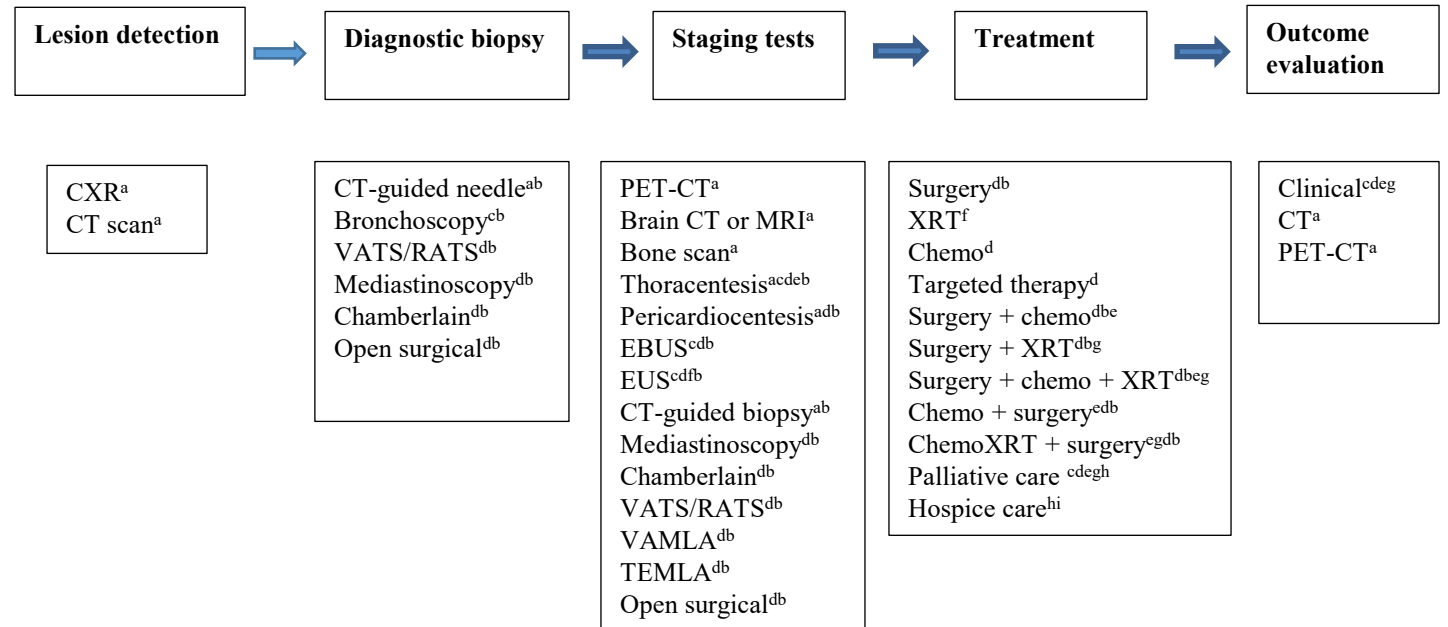 Lesion detection
Diagnostic biopsy
Staging tests
Treatment
Outcome
evaluation
CXRᵃ
CT scanᵃ
CT-guided needleᵃᵇ
Bronchoscopyᶜᵇ
VATS/RATSᵈᵇ
Mediastinoscopyᵈᵇ
Chamberlainᵈᵇ
Open surgicalᵈᵇ
PET-CTᵃ
Brain CT or MRIᵃ
Bone scanᵃ
Thoracentesisᵃᶜᵈᵉᵇ
Pericardiocentesisᵃᵈᵇ
EBUSᶜᵈᵇ
EUSᶜᵈᶠᵇ
CT-guided biopsyᵃᵇ
Mediastinoscopyᵈᵇ
Chamberlainᵈᵇ
VATS/RATSᵈᵇ
VAMLAᵈᵇ
TEMLAᵈᵇ
Open surgicalᵈᵇ
Surgeryᵈᵇ
XRTᶠ
Chemoᵈ
Targeted therapyᵈ
Surgery + chemoᵈᵇᵉ
Surgery + XRTᵈᵇᵍ
Surgery + chemo + XRTᵈᵇᵉᵍ
Chemo + surgeryᵉᵈᵇ
ChemoXRT + surgeryᵉᵍᵈᵇ
Palliative care ᶜᵈᵉᵍʰ
Hospice careʰⁱ
Clinicalᶜᵈᵉᵍ
CTᵃ
PET-CTᵃ